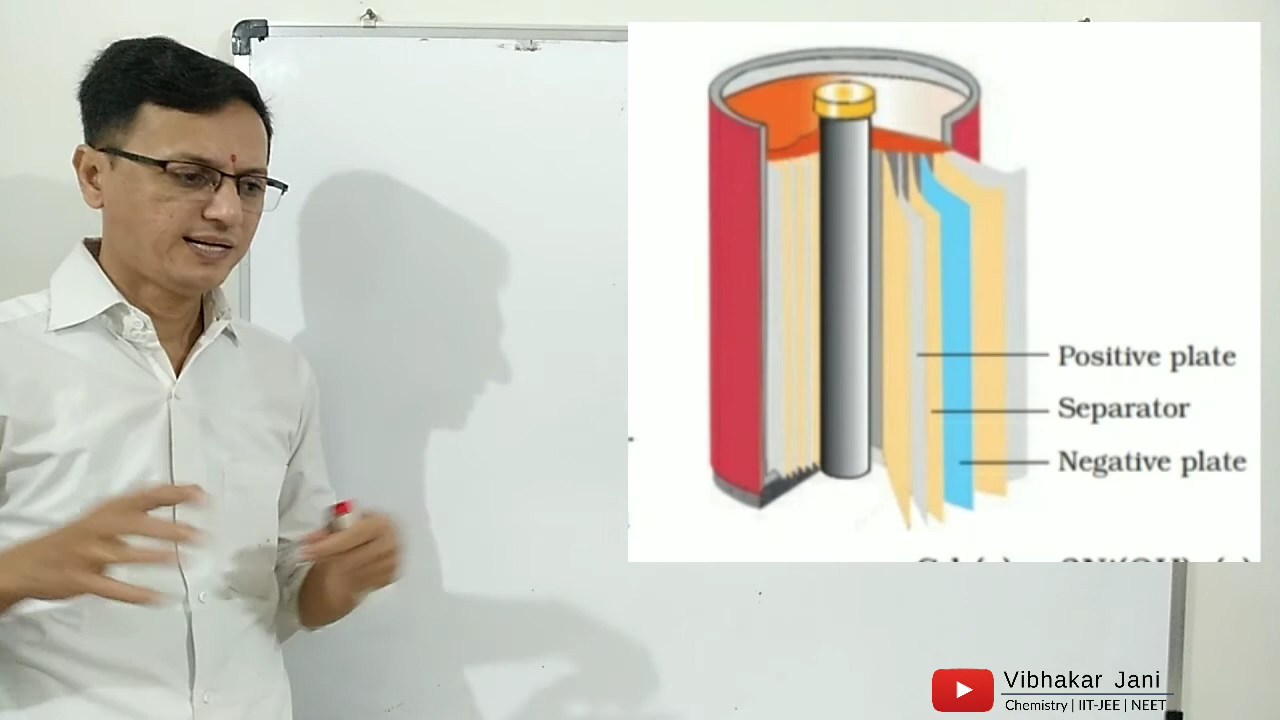 Positive plate
Separator
Negative plate
Vibhakar Jani
Chemistry | IIT-JEE | NEET